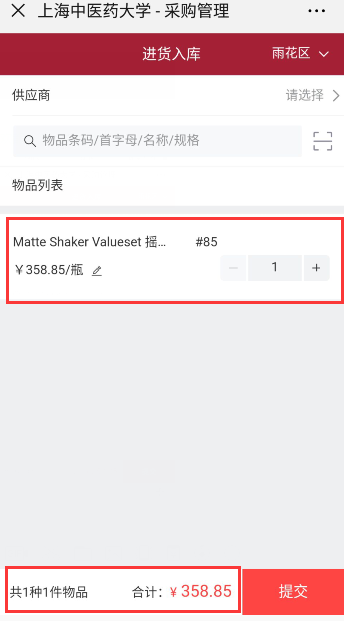 上海中医药大学 - 采购管理
进货入库
雨花区
供应商
请选择
物品条码/首字母/名称/规格
物品列表
Matte Shaker Valueset 摇... #85
￥358.85/瓶
1
共1种1件物品
合计：￥358.85
提交